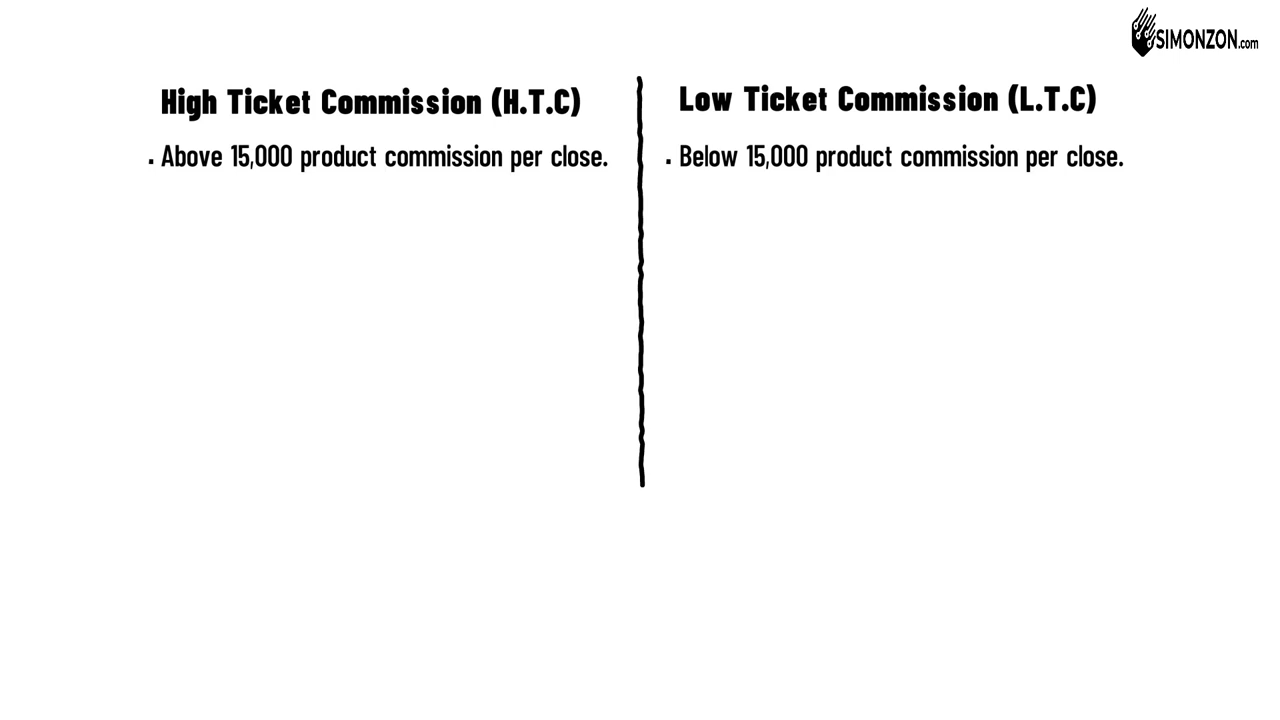 SIMONZON.com
High Ticket Commission (H.T.C)
. Above 15,000 product commission per close.
Low Ticket Commission (L.T.C)
. Below 15,000 product commission per close.